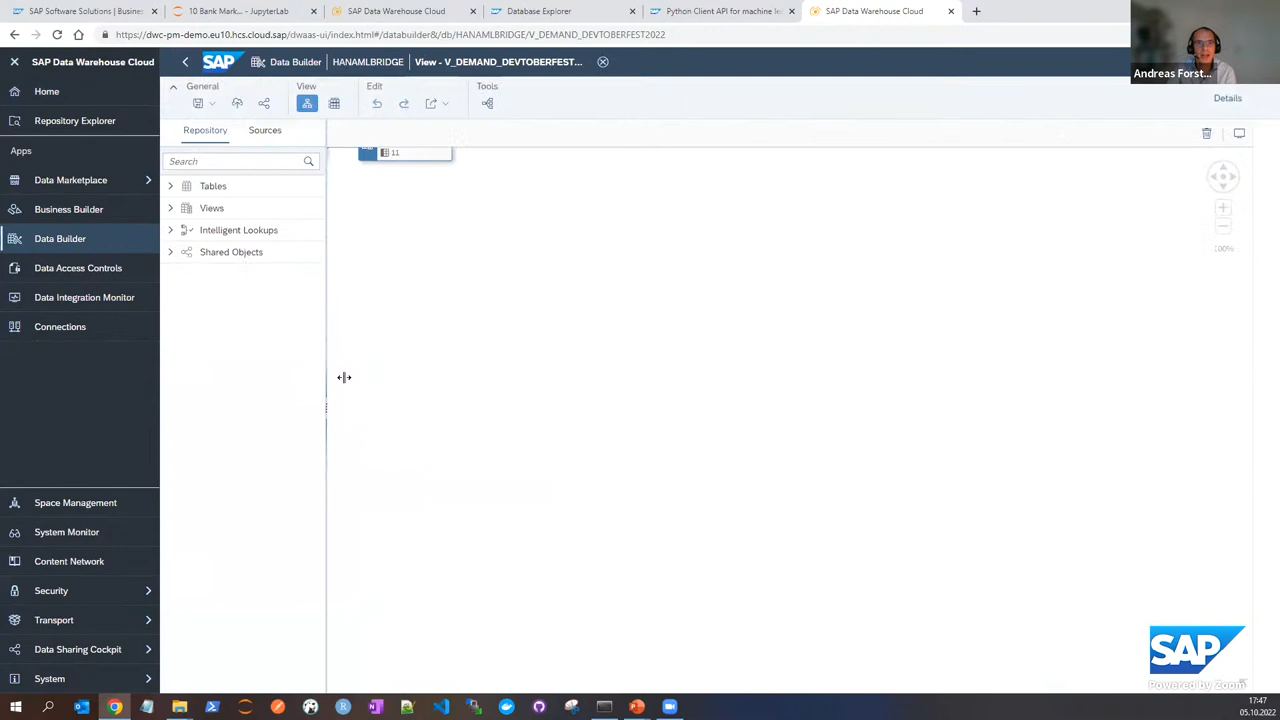 SAP Software Solutions | Busines
10 Bank Mark... - JupyterLab
SAP Data Warehouse Cloud
Database Explorer
Python Client API for machine le
SAP Data Warehouse Cloud
https://dwc-pm-demo.eu10.hcs.cloud.sap/dwaas-ui/index.html#/databuilder&/db/HANAMLBRIDGE/V_DEMAND_DEVTOBERFEST2022
SAP Data Warehouse Cloud
SAP
Data Builder
HANAMLBRIDGE
View - V_DEMAND_DEVTOBERFEST...
Andreas Forst...
General
View
Edit
Tools
Details
Home
Repository Explorer
Apps
Data Marketplace
Business Builder
Data Builder
Data Access Controls
Data Integration Monitor
Connections
Space Management
System Monitor
Content Network
Security
Transport
Data Sharing Cockpit
System
Repository
Sources
Search
Tables
Views
Intelligent Lookups
Shared Objects
11
SAP
Powered by Zoom
17:47
05.10.2022